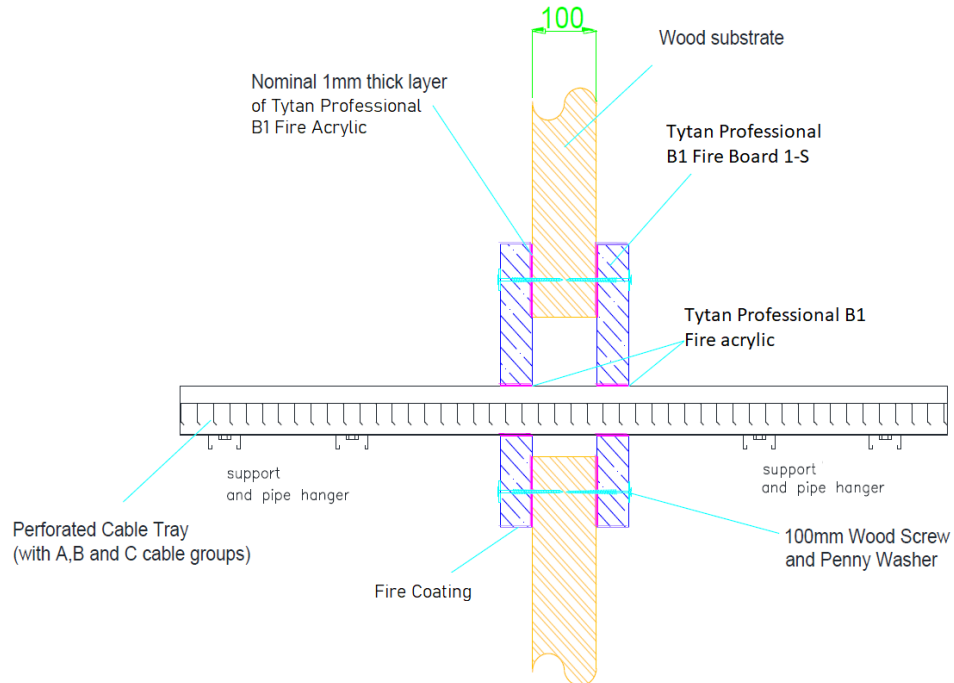 100
Wood substrate
Nominal 1mm thick layer
of Tytan Professional
B1 Fire Acrylic
Tytan Professional
B1 Fire Board 1-S
Tytan Professional B1
Fire acrylic
support
and pipe hanger
support
and pipe hanger
Perforated Cable Tray
(with A,B and C cable groups)
100mm Wood Screw
and Penny Washer
Fire Coating